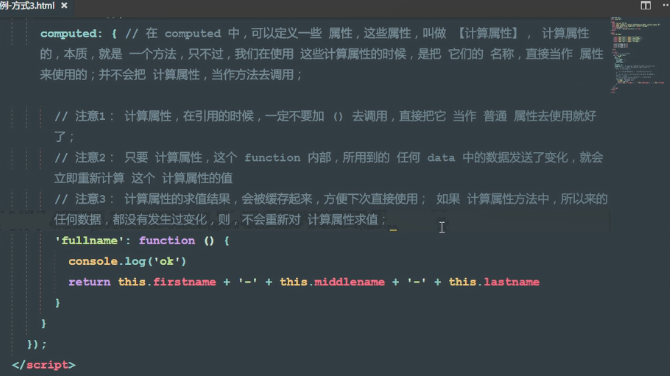 例-方式3.html ×
computed: { // 在 computed 中，可以定义一些 属性，这些属性，叫做 【计算属性】， 计算属性
的，本质，就是 一个方法，只不过，我们在使用 这些计算属性的时候，是把 它们的 名称，直接当作 属性
来使用的；并不会把 计算属性，当作方法去调用；
// 注意1： 计算属性，在引用的时候，一定不要加 () 去调用，直接把它 当作 普通 属性去使用就好
了；
// 注意2： 只要 计算属性，这个 function 内部，所用到的 任何 data 中的数据发送了变化，就会
立即重新计算 这个 计算属性的值
// 注意3： 计算属性的求值结果，会被缓存起来，方便下次直接使用； 如果 计算属性方法中，所以来的
任何数据，都没有发生过变化，则，不会重新对 计算属性求值；
'fullname': function () {
console.log('ok')
return this.firstname + '-' + this.middlename + '-' + this.lastname
}
}
});
</script>